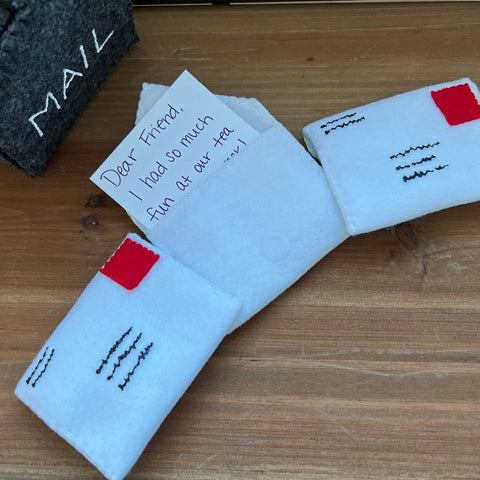 MAIL
Dear Friend,
I had so much
fun at our tea